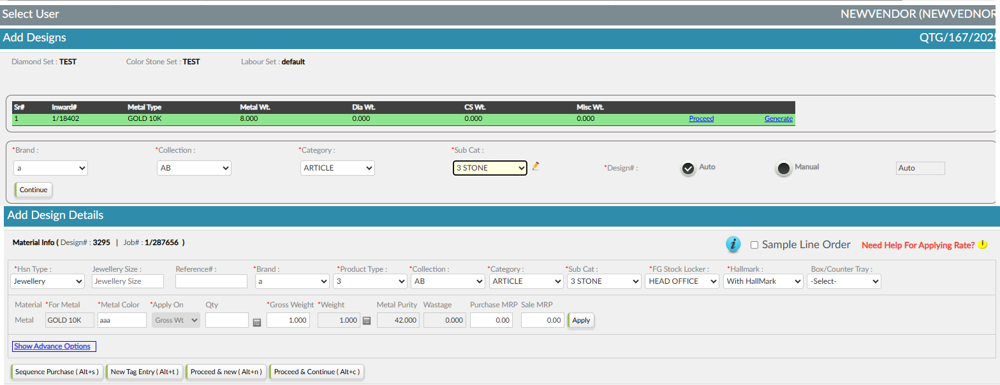 Select User NEWVENDOR (NEWVEDNOR
Add Designs QTG/167/2025
Diamond Set : TEST Color Stone Set : TEST Labour Set : default
Sr# Inward# Metal Type Metal Wt. Dia Wt. CS Wt. Misc Wt.
1 1/18402 GOLD 10K 8.000 0.000 0.000 0.000 Proceed Generate
*Brand : *Collection : *Category : *Sub Cat :
a AB ARTICLE 3 STONE *Design# : Auto Manual Auto
Continue
Add Design Details
Material Info ( Design# : 3295 | Job# : 1/287656 )
Sample Line Order Need Help For Applying Rate?
*Hsn Type : Jewellery Size : Reference# : *Brand : *Product Type : *Collection : *Category : *Sub Cat : *FG Stock Locker : *Hallmark : Box/Counter Tray :
Jewellery Jewellery Size a 3 AB ARTICLE 3 STONE HEAD OFFICE With HallMark -Select-
Material *For Metal *Metal Color *Apply On Qty *Gross Weight *Weight Metal Purity Wastage Purchase MRP Sale MRP
Metal GOLD 10K aaa Gross Wt 1.000 1.000 42.000 0.000 0.00 0.00 Apply
Show Advance Options
Sequence Purchase ( Alt+s ) New Tag Entry ( Alt+t ) Proceed & new ( Alt+n ) Proceed & Continue ( Alt+c )